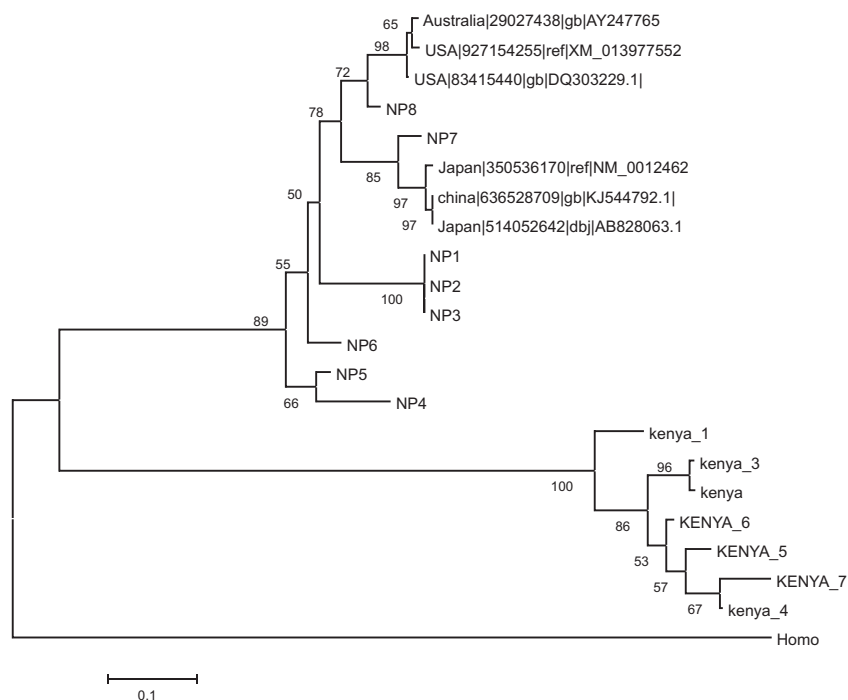 65
Australia|29027438|gb|AY247765
98
USA|927154255|ref|XM_013977552
72
USA|83415440|gb|DQ303229.1|
78
NP8
NP7
85
Japan|350536170|ref|NM_0012462
50
97
china|636528709|gb|KJ544792.1|
97
Japan|514052642|dbj|AB828063.1
55
NP1
100
NP2
NP3
89
NP6
NP5
66
NP4
kenya_1
100
96
kenya_3
kenya
86
KENYA_6
53
KENYA_5
57
KENYA_7
67
kenya_4
Homo
0.1